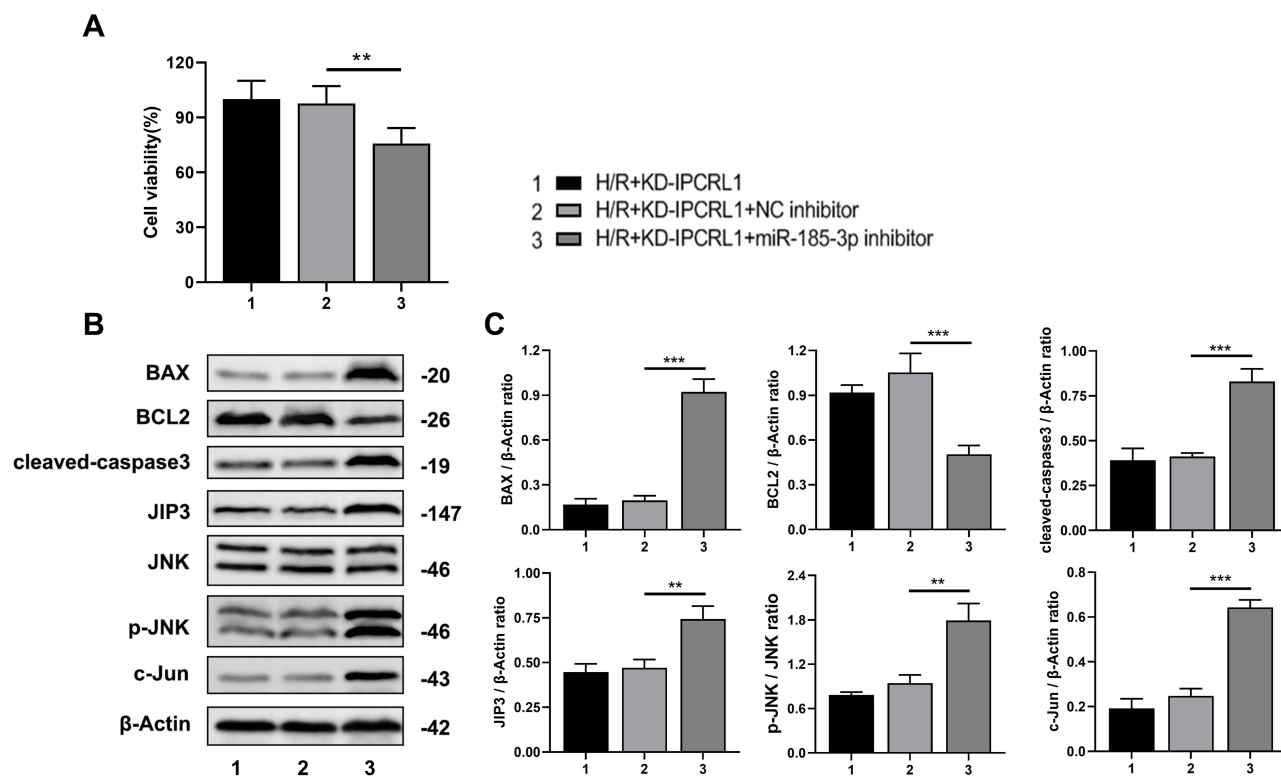 A
Cell viability(%)
120
90
60
30
0
**
1 2 3
1 H/R+KD-IPCRL1
2 H/R+KD-IPCRL1+NC inhibitor
3 H/R+KD-IPCRL1+miR-185-3p inhibitor
B
BAX -20
BCL2 -26
cleaved-caspase3 -19
JIP3 -147
JNK -46
p-JNK -46
c-Jun -43
β-Actin -42
1 2 3
C
BAX / β-Actin ratio
1.2
0.9
0.6
0.3
0.0
***
1 2 3
BCL2 / β-Actin ratio
1.2
0.9
0.6
0.3
0.0
***
1 2 3
cleaved-caspase3 / β-Actin ratio
1.00
0.75
0.50
0.25
0.00
***
1 2 3
JIP3 / β-Actin ratio
1.00
0.75
0.50
0.25
0.00
**
1 2 3
p-JNK / JNK ratio
2.4
1.8
1.2
0.6
0.0
**
1 2 3
c-Jun / β-Actin ratio
0.8
0.6
0.4
0.2
0.0
***
1 2 3